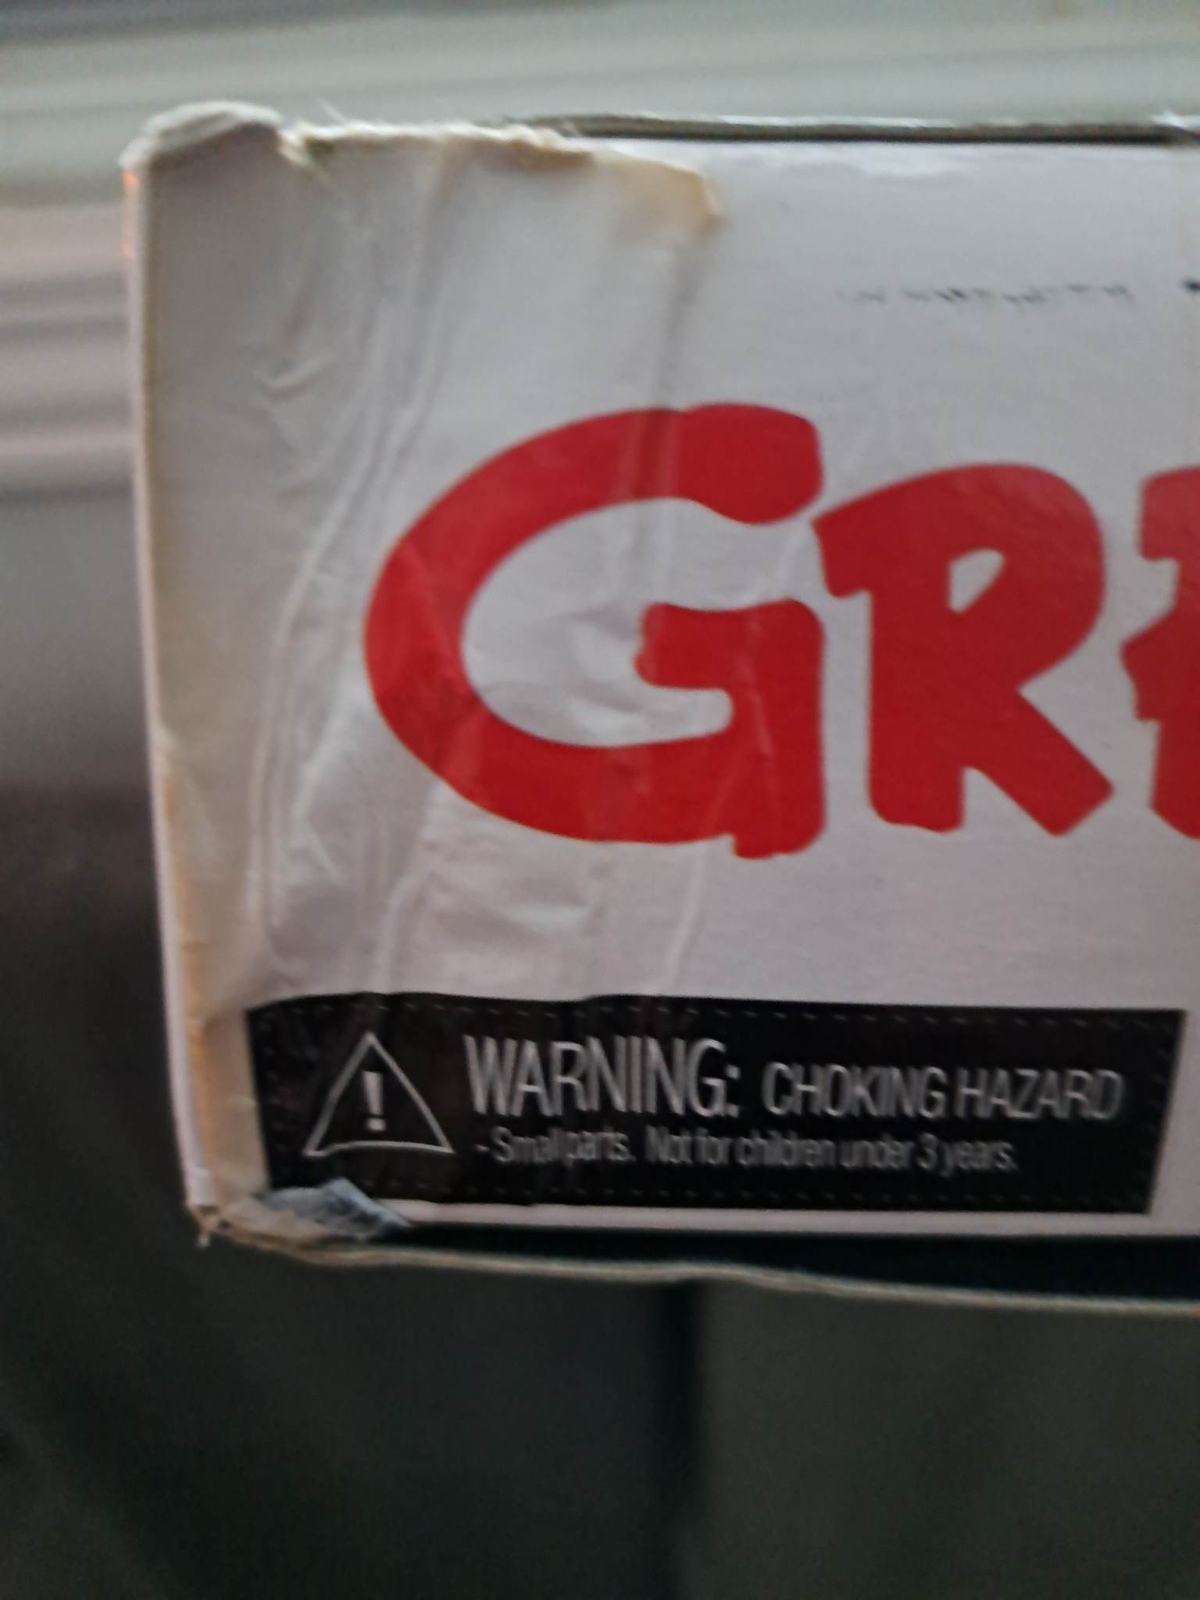 GR
WARNING: CHOKING HAZARD
- Small parts. Not for children under 3 years.